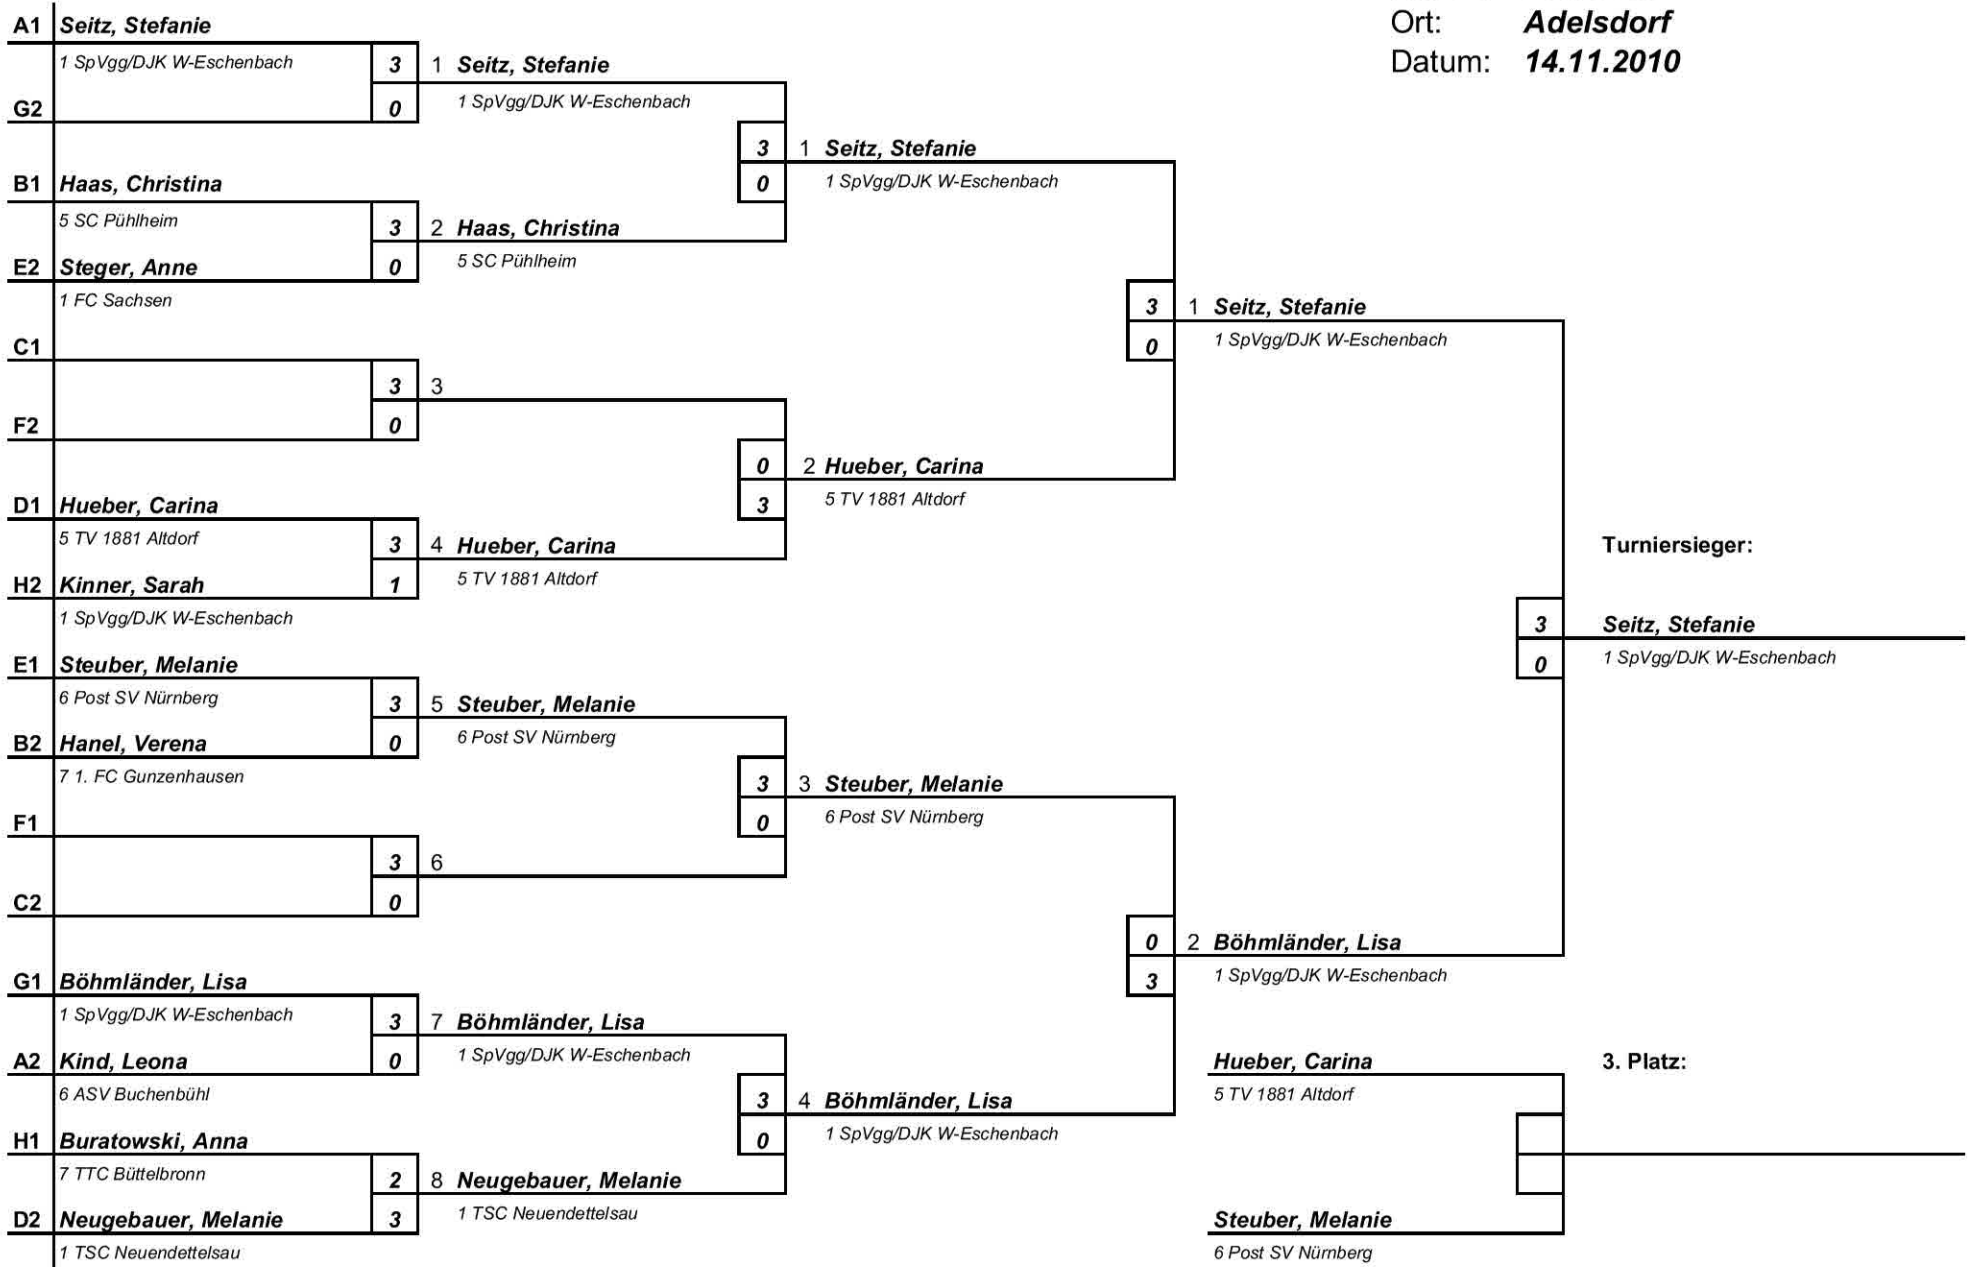 Ort: Adelsdorf
Datum: 14.11.2010
A1 Seitz, Stefanie
1 SpVgg/DJK W-Eschenbach
3
G2
0
B1 Haas, Christina
5 SC Pühlheim
3
E2 Steger, Anne
0
1 FC Sachsen
C1
3
F2
0
D1 Hueber, Carina
5 TV 1881 Altdorf
3
H2 Kinner, Sarah
1
1 SpVgg/DJK W-Eschenbach
E1 Steuber, Melanie
6 Post SV Nürnberg
3
B2 Hanel, Verena
0
7 1. FC Gunzenhausen
F1
3
C2
0
G1 Böhmländer, Lisa
1 SpVgg/DJK W-Eschenbach
3
A2 Kind, Leona
0
6 ASV Buchenbühl
H1 Buratowski, Anna
7 TTC Büttelbronn
2
D2 Neugebauer, Melanie
3
1 TSC Neuendettelsau
1 Seitz, Stefanie
1 SpVgg/DJK W-Eschenbach
3
0
2 Haas, Christina
5 SC Pühlheim
3
0
3
4 Hueber, Carina
5 TV 1881 Altdorf
5 Steuber, Melanie
6 Post SV Nürnberg
3
0
6
7 Böhmländer, Lisa
1 SpVgg/DJK W-Eschenbach
3
0
8 Neugebauer, Melanie
1 TSC Neuendettelsau
1 Seitz, Stefanie
1 SpVgg/DJK W-Eschenbach
3
0
2 Hueber, Carina
5 TV 1881 Altdorf
3 Steuber, Melanie
6 Post SV Nürnberg
0
3
4 Böhmländer, Lisa
1 SpVgg/DJK W-Eschenbach
1 Seitz, Stefanie
1 SpVgg/DJK W-Eschenbach
3
0
2 Böhmländer, Lisa
1 SpVgg/DJK W-Eschenbach
Turniersieger:
Seitz, Stefanie
1 SpVgg/DJK W-Eschenbach
Hueber, Carina
5 TV 1881 Altdorf
3. Platz:
Steuber, Melanie
6 Post SV Nürnberg